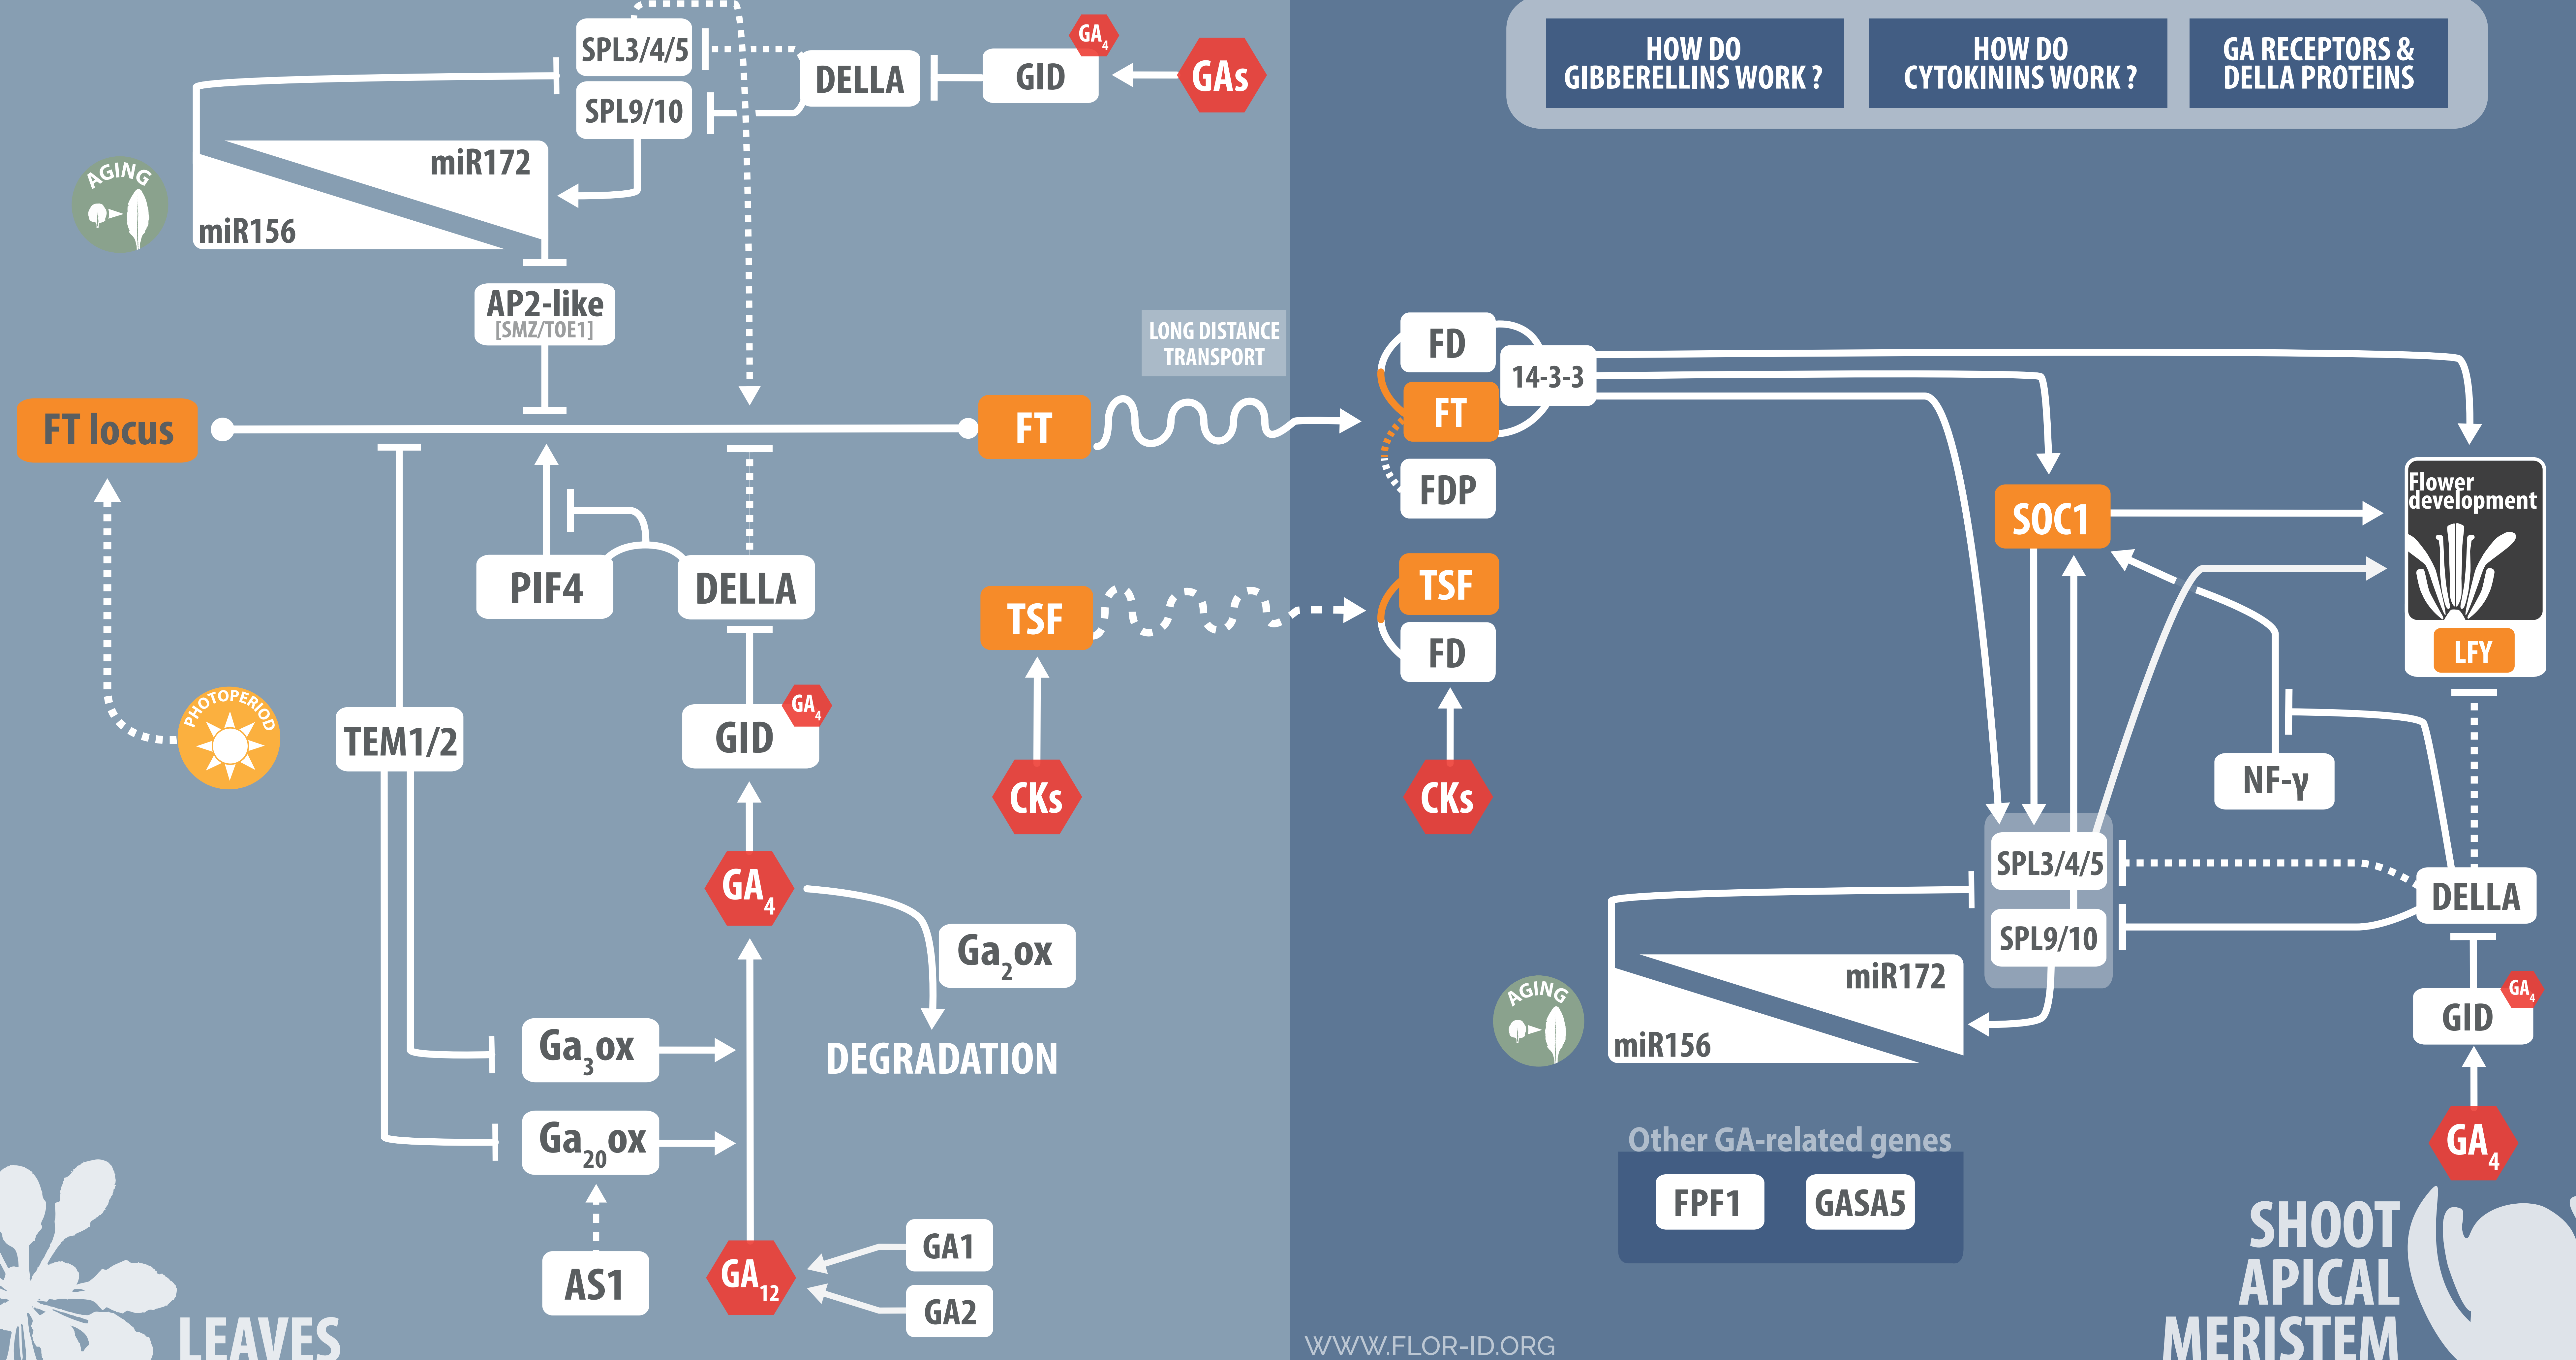 SPL3/4/5
SPL9/10
DELLA
GID
GA4
GAs
miR172
miR156
AGING
AP2-like
[SMZ/TOE1]
FT locus
FT
LONG DISTANCE
TRANSPORT
PIF4
DELLA
TSF
GID
GA4
PHOTOPERIOD
TEM1/2
CKs
GA4
Ga2ox
DEGRADATION
Ga3ox
Ga20ox
AS1
GA12
GA1
GA2
LEAVES
HOW DO
GIBBERELLINS WORK ?
HOW DO
CYTOKININS WORK ?
GA RECEPTORS &
DELLA PROTEINS
FD
14-3-3
FT
FDP
TSF
FD
CKs
SOC1
Flower
development
LFY
NF-γ
SPL3/4/5
SPL9/10
DELLA
GID
GA4
GA4
AGING
miR172
miR156
Other GA-related genes
FPF1
GASA5
SHOOT
APICAL
MERISTEM
WWW.FLOR-ID.ORG